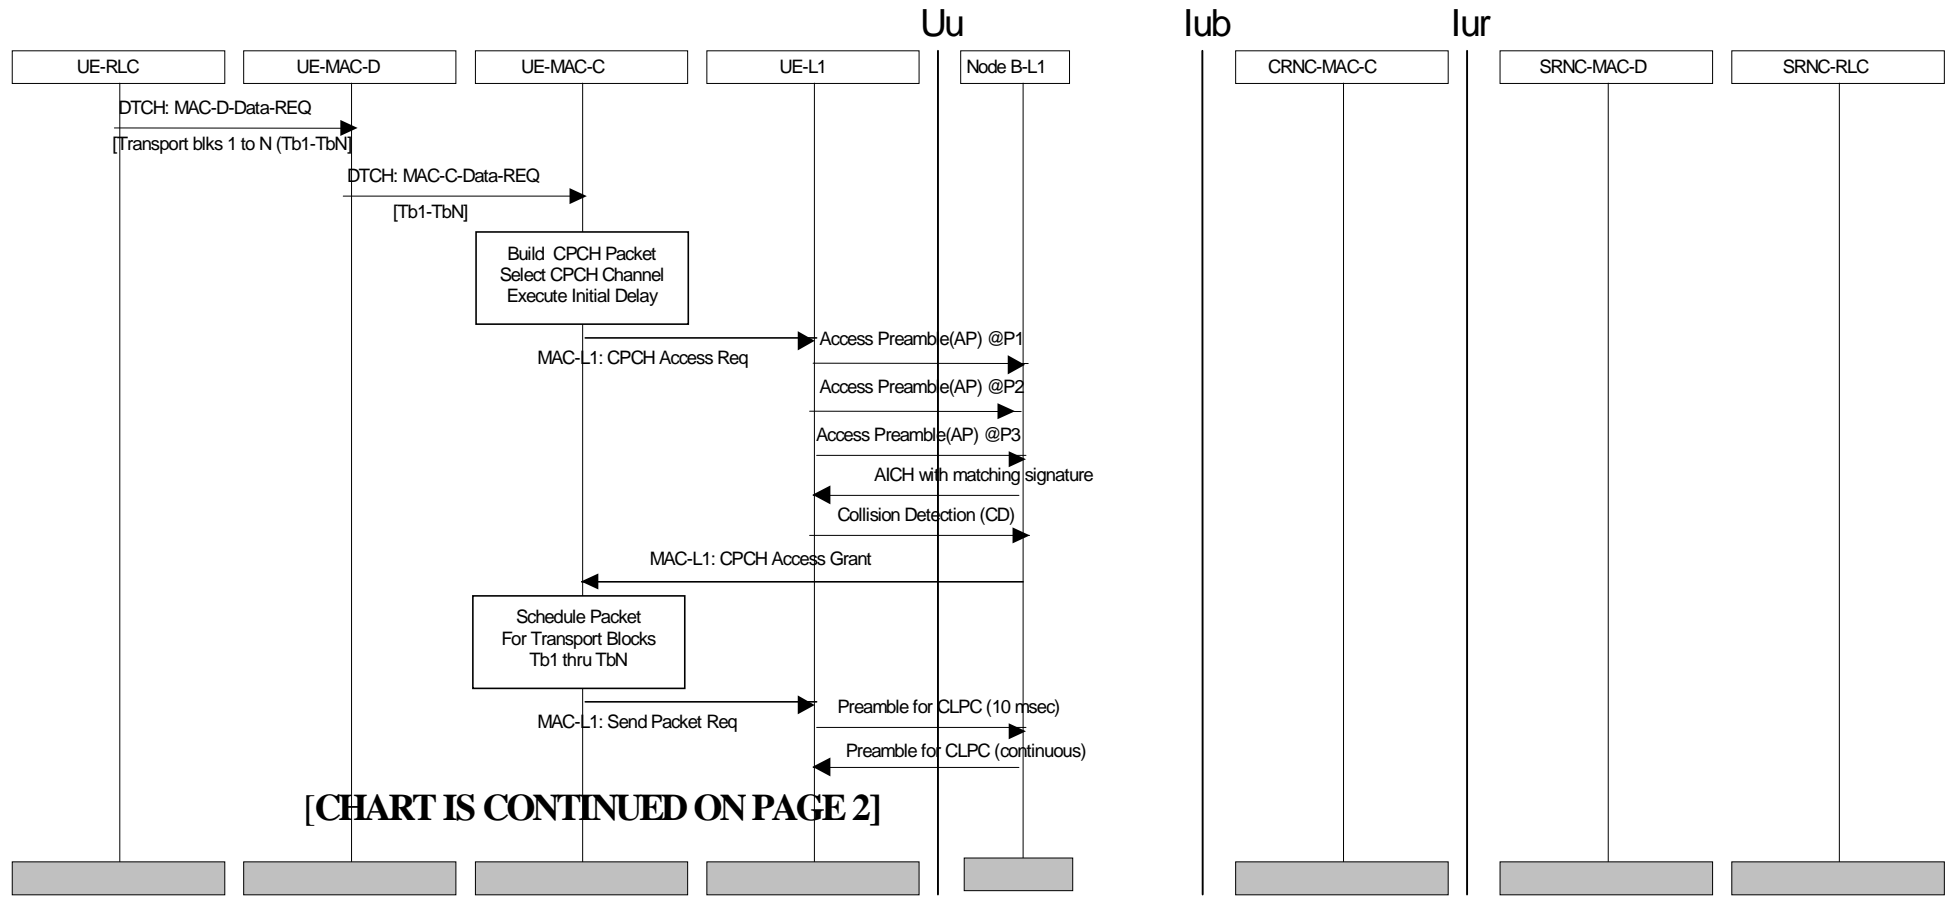 Uu
Iub
Iur
UE-RLC
UE-MAC-D
UE-MAC-C
UE-L1
Node B-L1
CRNC-MAC-C
SRNC-MAC-D
SRNC-RLC
DTCH: MAC-D-Data-REQ
[Transport blks 1 to N (Tb1-TbN]
DTCH: MAC-C-Data-REQ
[Tb1-TbN]
Build CPCH Packet
Select CPCH Channel
Execute Initial Delay
Access Preamble(AP) @P1
MAC-L1: CPCH Access Req
Access Preamble(AP) @P2
Access Preamble(AP) @P3
AICH with matching signature
Collision Detection (CD)
MAC-L1: CPCH Access Grant
Schedule Packet
For Transport Blocks
Tb1 thru TbN
Preamble for CLPC (10 msec)
MAC-L1: Send Packet Req
Preamble for CLPC (continuous)
[CHART IS CONTINUED ON PAGE 2]